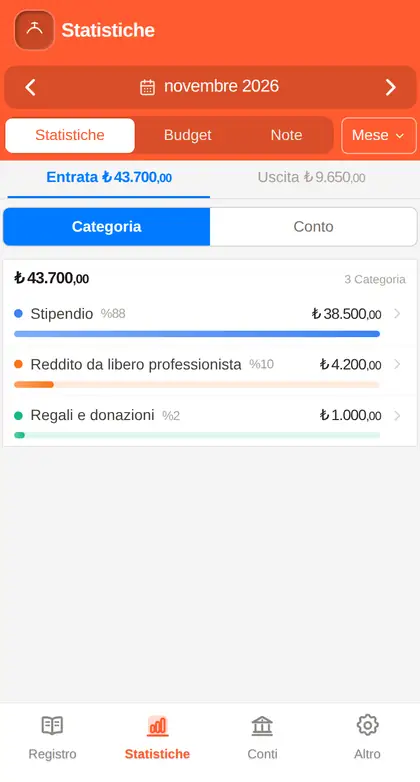 Statistiche
novembre 2026
Statistiche Budget Note Mese
Entrata ₺43.700,00 Uscita ₺9.650,00
Categoria Conto
₺43.700,00 3 Categoria
Stipendio %88 ₺38.500,00
Reddito da libero professionista %10 ₺4.200,00
Regali e donazioni %2 ₺1.000,00
Registro Statistiche Conti Altro